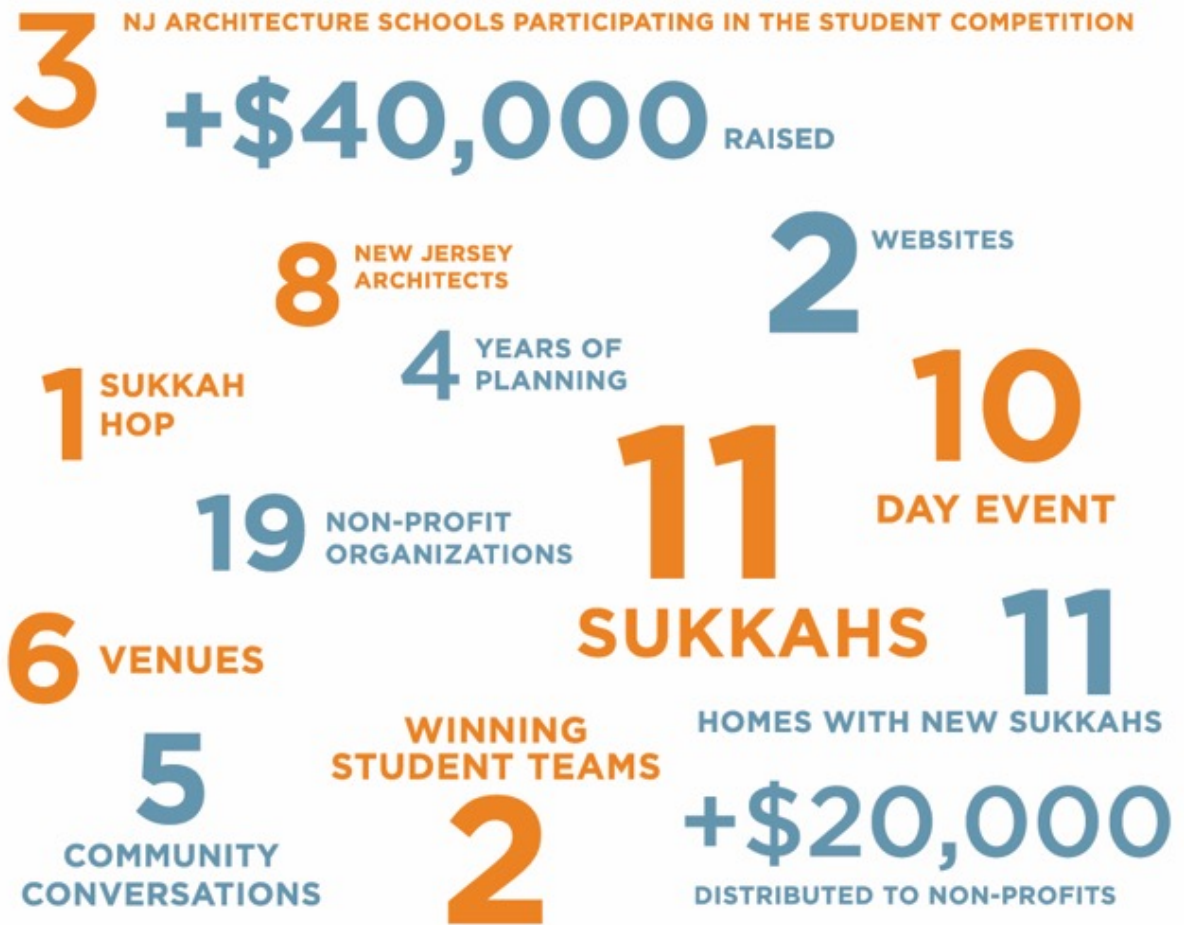 3 NJ ARCHITECTURE SCHOOLS PARTICIPATING IN THE STUDENT COMPETITION
+$40,000 RAISED
8 NEW JERSEY
ARCHITECTS
2 WEBSITES
4 YEARS OF
PLANNING
1 SUKKAH
HOP
10
DAY EVENT
11
SUKKAHS
19 NON-PROFIT
ORGANIZATIONS
11
HOMES WITH NEW SUKKAHS
6 VENUES
5
COMMUNITY
CONVERSATIONS
WINNING
STUDENT TEAMS
2
+$20,000
DISTRIBUTED TO NON-PROFITS